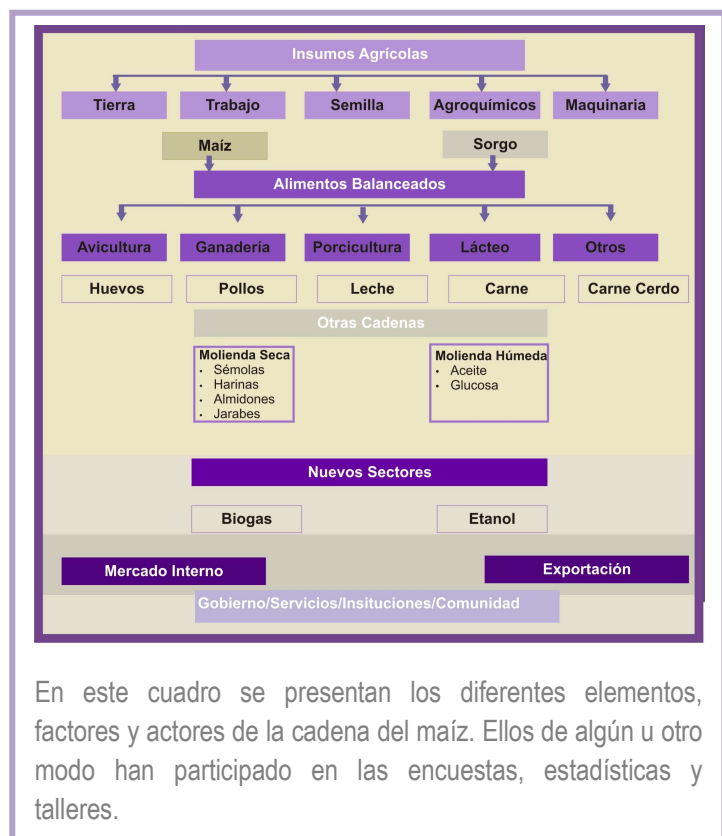 Insumos Agrícolas
Tierra
Trabajo
Semilla
Agroquímicos
Maquinaria
Maíz
Sorgo
Alimentos Balanceados
Avicultura
Ganadería
Porcicultura
Lácteo
Otros
Huevos
Pollos
Leche
Carne
Carne Cerdo
Otras Cadenas
Molienda Seca
• Sémolas
• Harinas
• Almidones
• Jarabes
Molienda Húmeda
• Aceite
• Glucosa
Nuevos Sectores
Biogas
Etanol
Mercado Interno
Exportación
Gobierno/Servicios/Insituciones/Comunidad
En este cuadro se presentan los diferentes elementos,
factores y actores de la cadena del maíz. Ellos de algún u otro
modo han participado en las encuestas, estadísticas y
talleres.